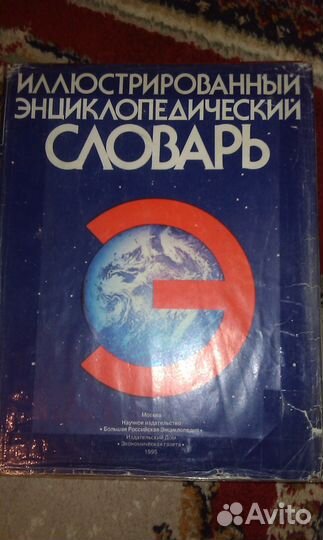 ИЛЛЮСТРИРОВАННЫЙ
ЭНЦИКЛОПЕДИЧЕСКИЙ
СЛОВАРЬ
Э
Москва
Научное издательство
• Большая Российская Энциклопедия •
Издательский Дом
• Экономическая газета •
1995
Avito